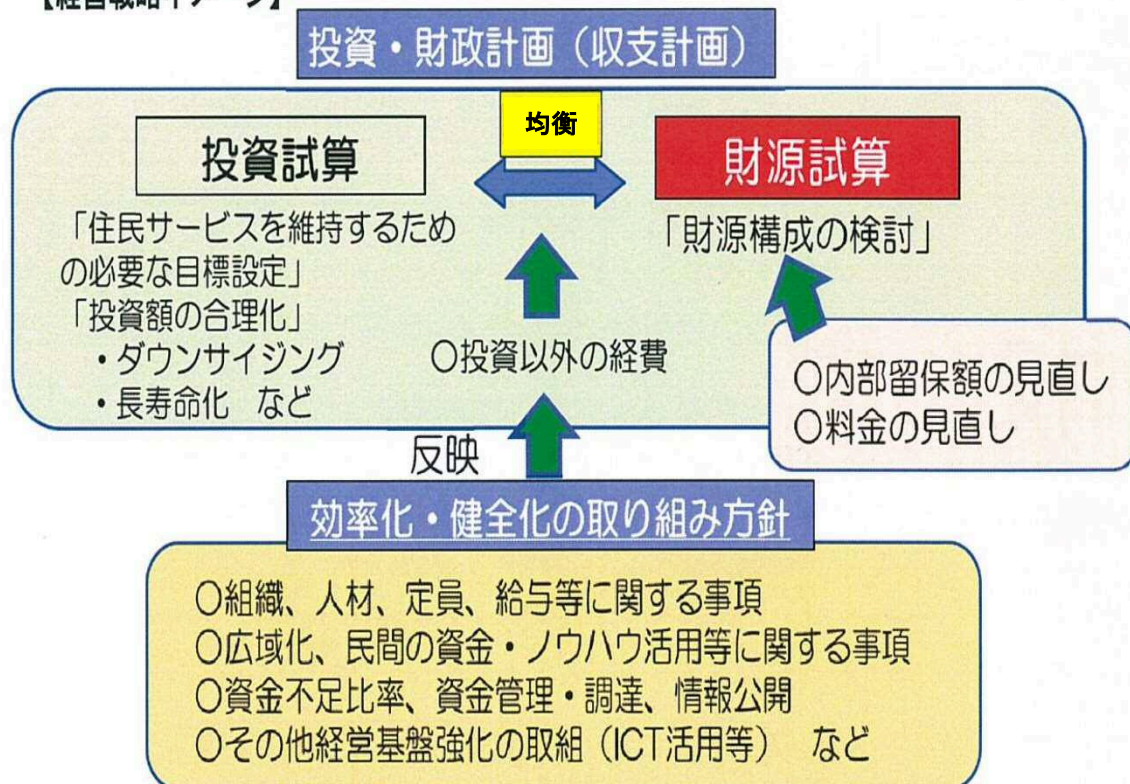 【経営戦略イメージ】
投資・財政計画（収支計画）
均衡
投資試算
財源試算
「住民サービスを維持するため
の必要な目標設定」
「投資額の合理化」
・ダウンサイジング
・長寿命化　など
〇投資以外の経費
「財源構成の検討」
〇内部留保額の見直し
〇料金の見直し
反映
効率化・健全化の取り組み方針
〇組織、人材、定員、給与等に関する事項
〇広域化、民間の資金・ノウハウ活用等に関する事項
〇資金不足比率、資金管理・調達、情報公開
〇その他経営基盤強化の取組（ICT活用等）　など